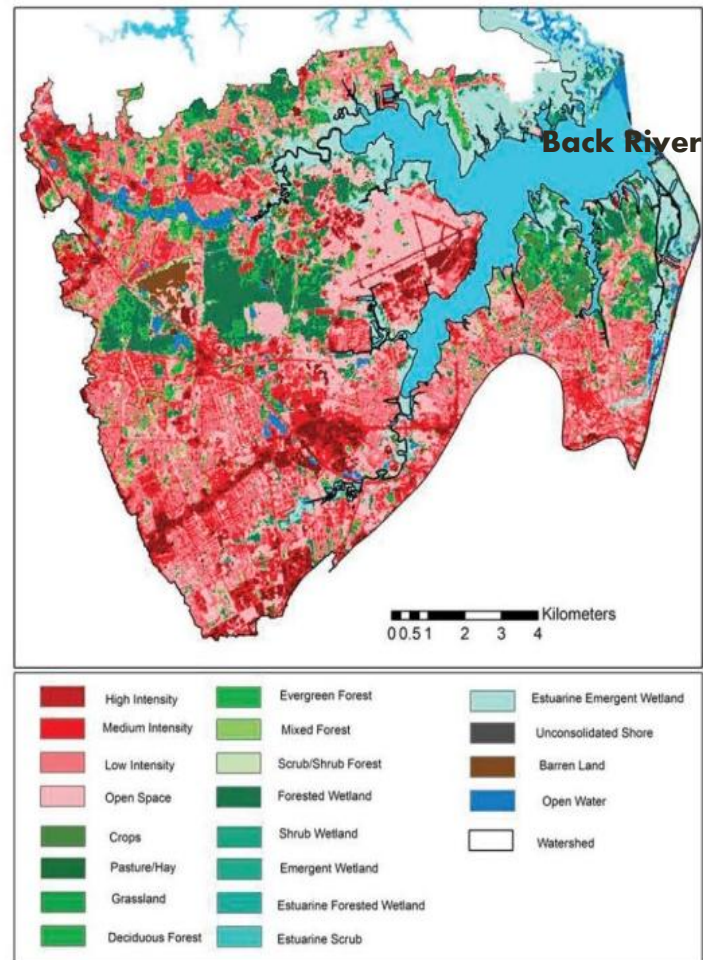 Back River
Kilometers
0 0.5 1 2 3 4
High Intensity
Medium Intensity
Low Intensity
Open Space
Crops
Pasture/Hay
Grassland
Deciduous Forest
Evergreen Forest
Mixed Forest
Scrub/Shrub Forest
Forested Wetland
Shrub Wetland
Emergent Wetland
Estuarine Forested Wetland
Estuarine Scrub
Estuarine Emergent Wetland
Unconsolidated Shore
Barren Land
Open Water
Watershed